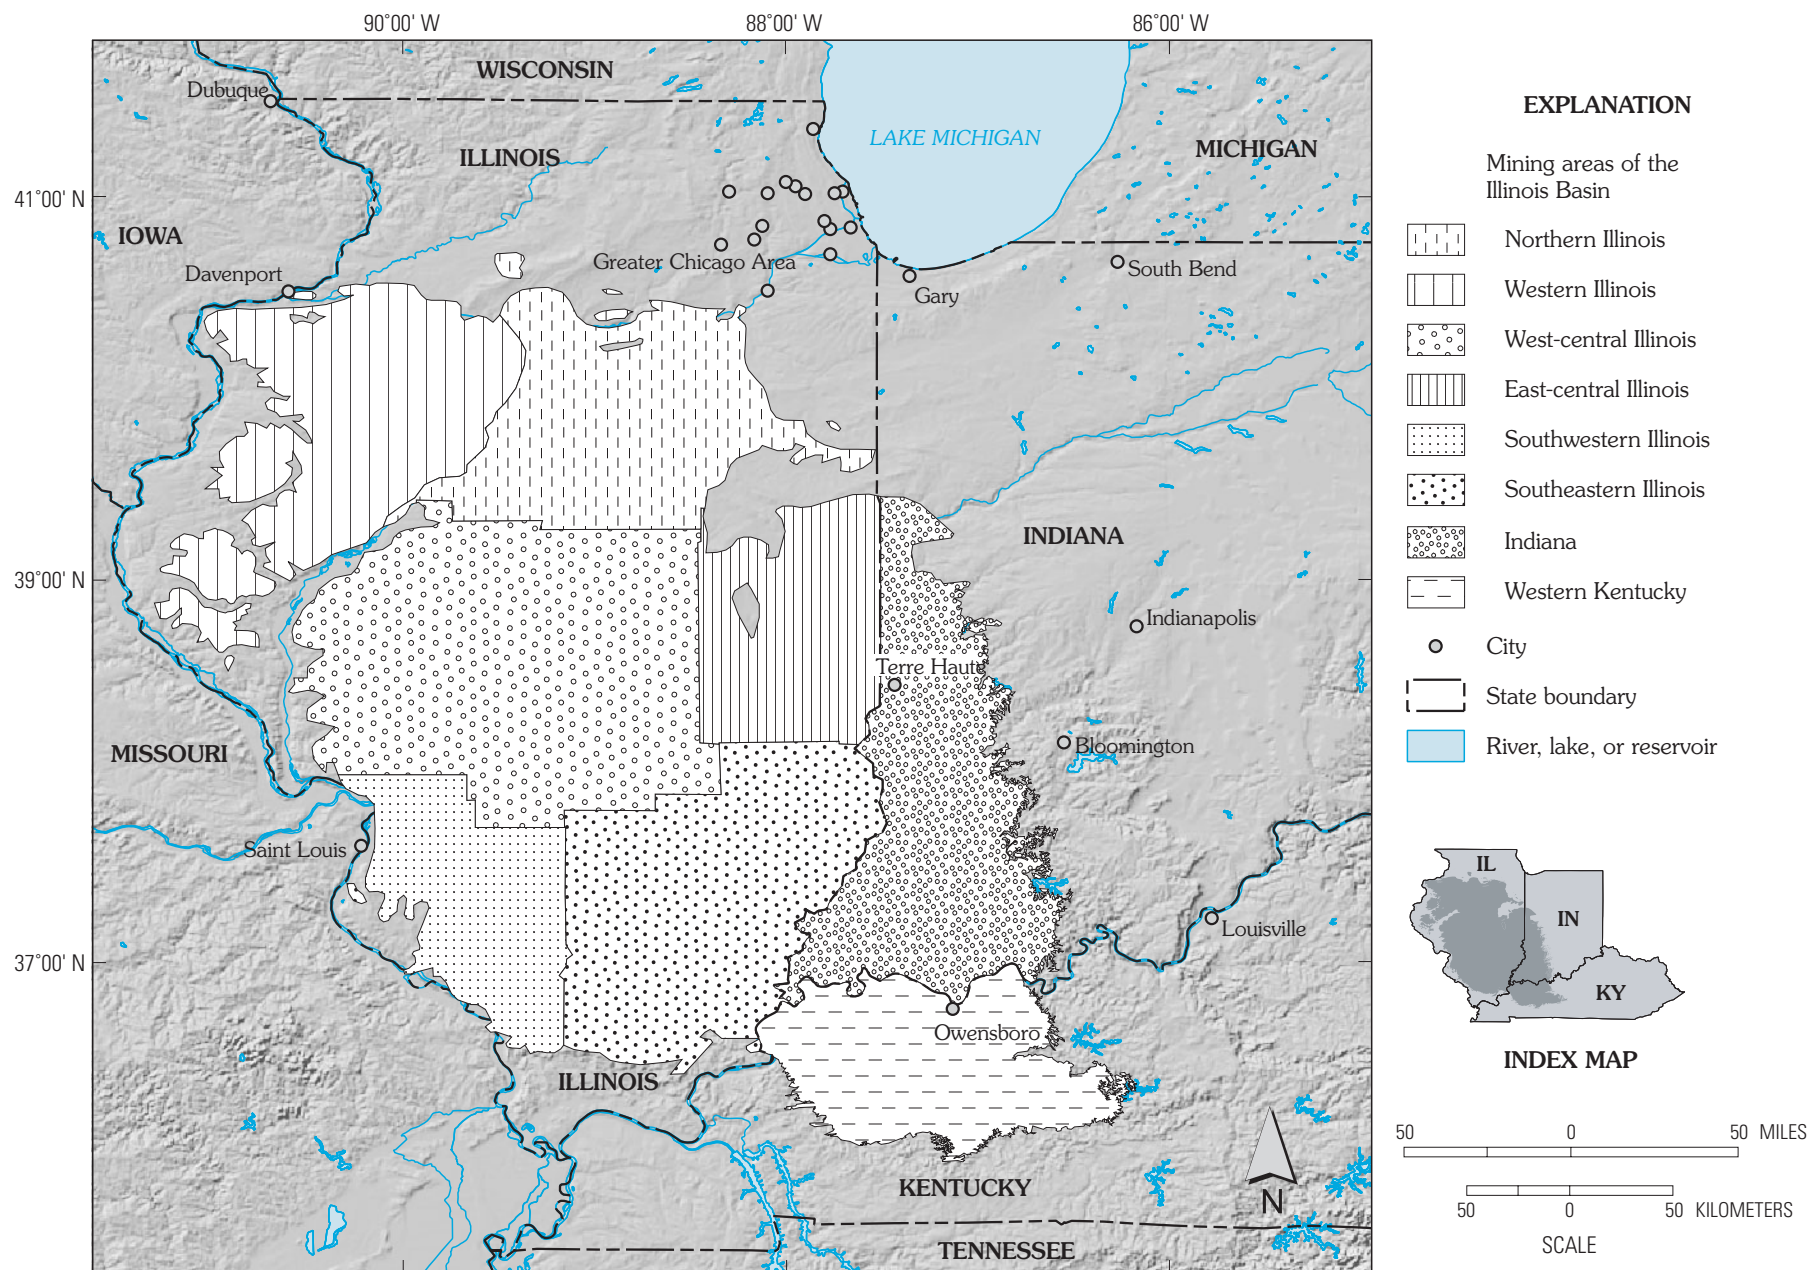 90°00' W
88°00' W
86°00' W
41°00' N
39°00' N
37°00' N
WISCONSIN
Dubuque
ILLINOIS
LAKE MICHIGAN
MICHIGAN
IOWA
Davenport
Greater Chicago Area
Gary
South Bend
INDIANA
Indianapolis
Terre Haute
Bloomington
MISSOURI
Saint Louis
Louisville
Owensboro
ILLINOIS
KENTUCKY
TENNESSEE
N
EXPLANATION
Mining areas of the
Illinois Basin
Northern Illinois
Western Illinois
West-central Illinois
East-central Illinois
Southwestern Illinois
Southeastern Illinois
Indiana
Western Kentucky
City
State boundary
River, lake, or reservoir
IL
IN
KY
INDEX MAP
50 0 50 MILES
50 0 50 KILOMETERS
SCALE